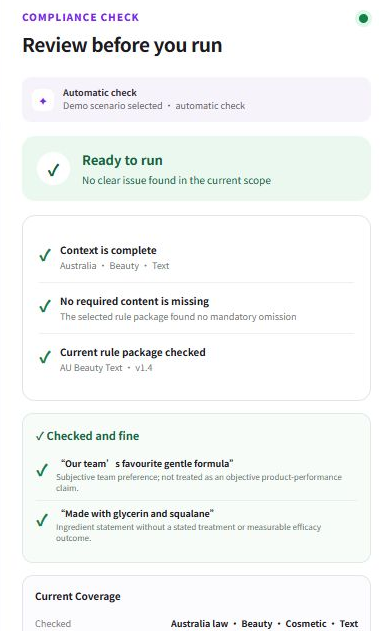 COMPLIANCE CHECK
Review before you run
Automatic check
Demo scenario selected • automatic check
Ready to run
No clear issue found in the current scope
Context is complete
Australia • Beauty • Text
No required content is missing
The selected rule package found no mandatory omission
Current rule package checked
AU Beauty Text • v1.4
✓ Checked and fine
“Our team’s favourite gentle formula”
Subjective team preference; not treated as an objective product-performance
claim.
“Made with glycerin and squalane”
Ingredient statement without a stated treatment or measurable efficacy
outcome.
Current Coverage
Checked Australia law • Beauty • Cosmetic • Text